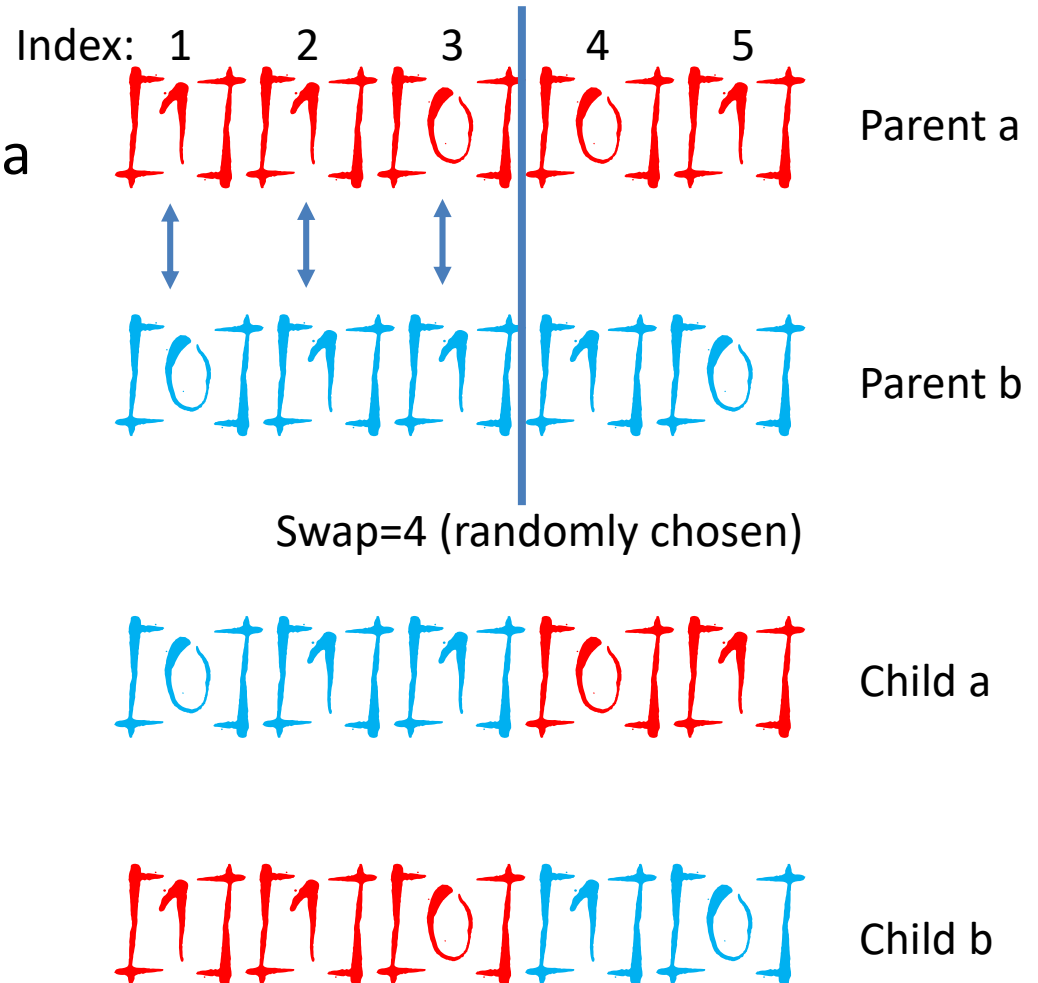 Index: 1 2 3 4 5
[1][1][0][0][1] Parent a
a
[0][1][1][1][0] Parent b
Swap=4 (randomly chosen)
[0][1][1][0][1] Child a
[1][1][0][1][0] Child b